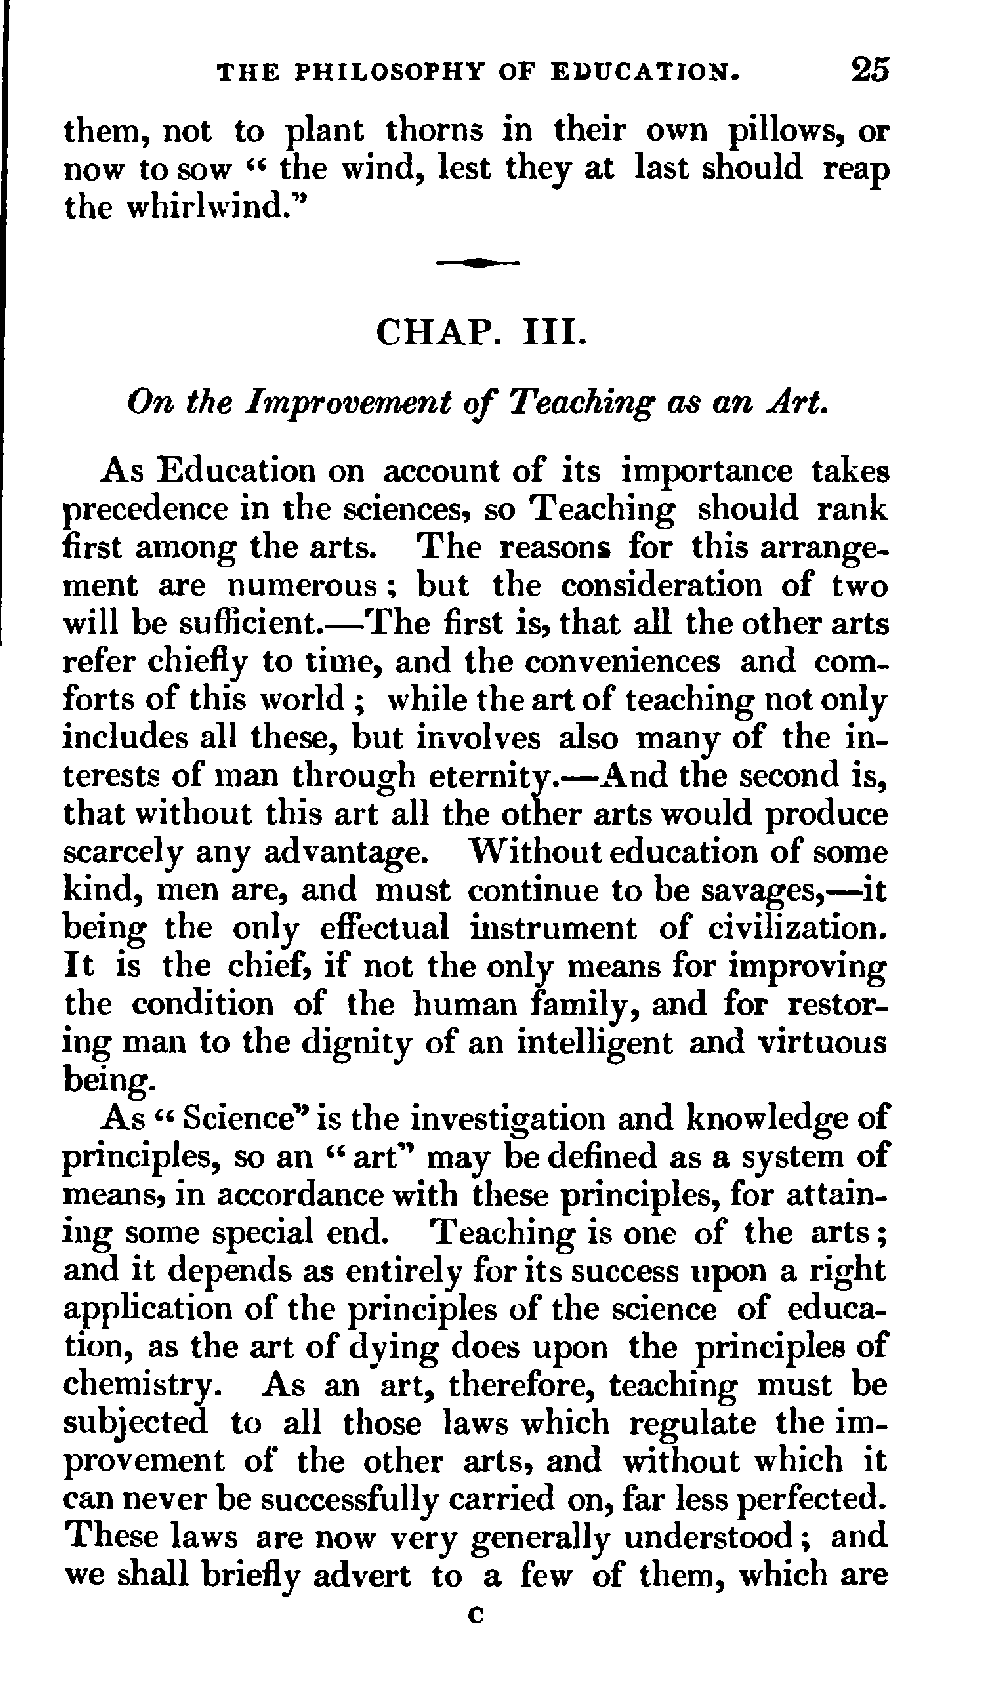 THE PHILOSOPHY OF EDUCATION. 25
them, not to plant thorns in their own pillows, or
now to sow “ the wind, lest they at last should reap
the whirlwind.”
CHAP. III.
On the Improvement of Teaching as an Art.
As Education on account of its importance takes
precedence in the sciences, so Teaching should rank
first among the arts. The reasons for this arrange-
ment are numerous ; but the consideration of two
will be sufficient.—The first is, that all the other arts
refer chiefly to time, and the conveniences and com-
forts of this world ; while the art of teaching not only
includes all these, but involves also many of the in-
terests of man through eternity.—And the second is,
that without this art all the other arts would produce
scarcely any advantage. Without education of some
kind, men are, and must continue to be savages,—it
being the only effectual instrument of civilization.
It is the chief, if not the only means for improving
the condition of the human family, and for restor-
ing man to the dignity of an intelligent and virtuous
being.
As “ Science” is the investigation and knowledge of
principles, so an “ art” may be defined as a system of
means, in accordance with these principles, for attain-
ing some special end. Teaching is one of the arts ;
and it depends as entirely for its success upon a right
application of the principles of the science of educa-
tion, as the art of dying does upon the principles of
chemistry. As an art, therefore, teaching must be
subjected to all those laws which regulate the im-
provement of the other arts, and without which it
can never be successfully carried on, far less perfected.
These laws are now very generally understood ; and
we shall briefly advert to a few of them, which are
C